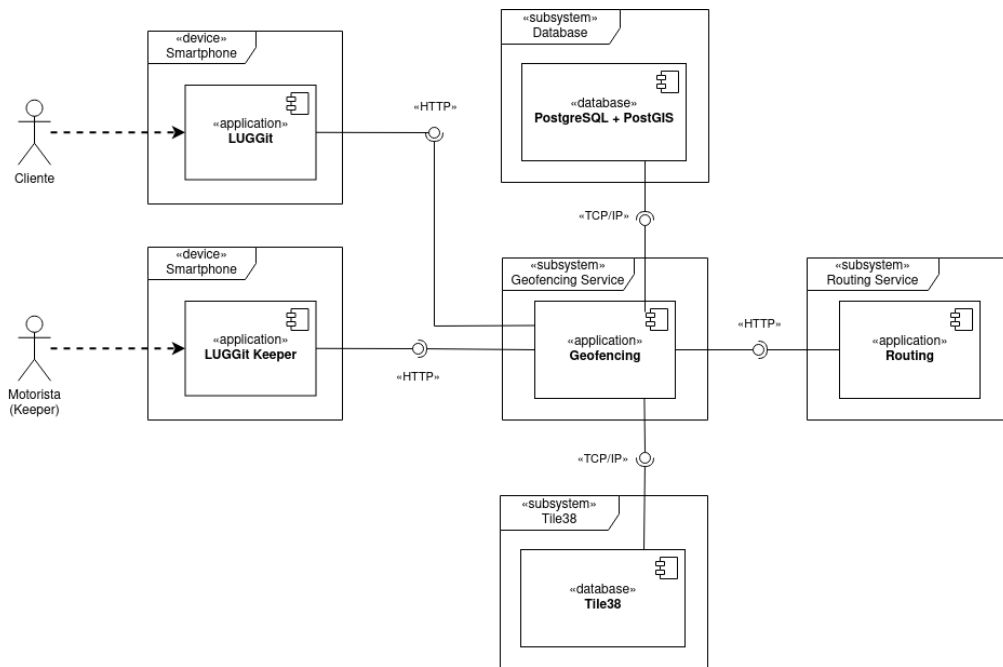 «device»
Smartphone
«application»
LUGGit
Cliente
«HTTP»
«subsystem»
Database
«database»
PostgreSQL + PostGIS
«TCP/IP»
«device»
Smartphone
«application»
LUGGit Keeper
Motorista
(Keeper)
«HTTP»
«subsystem»
Geofencing Service
«application»
Geofencing
«HTTP»
«subsystem»
Routing Service
«application»
Routing
«TCP/IP»
«subsystem»
Tile38
«database»
Tile38